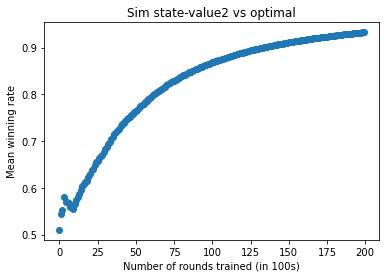 Sim state-value2 vs optimal
Mean winning rate
0.9
0.8
0.7
0.6
0.5
0 25 50 75 100 125 150 175 200
Number of rounds trained (in 100s)